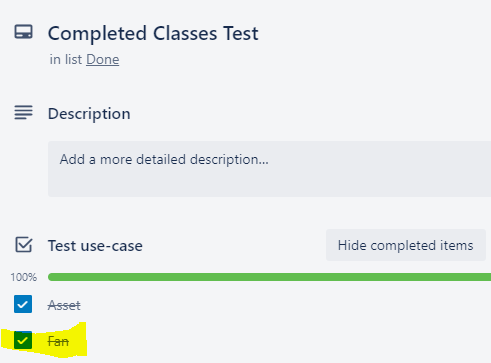 Completed Classes Test
in list Done
Description
Add a more detailed description...
Test use-case
Hide completed items
100%
Asset
Fan